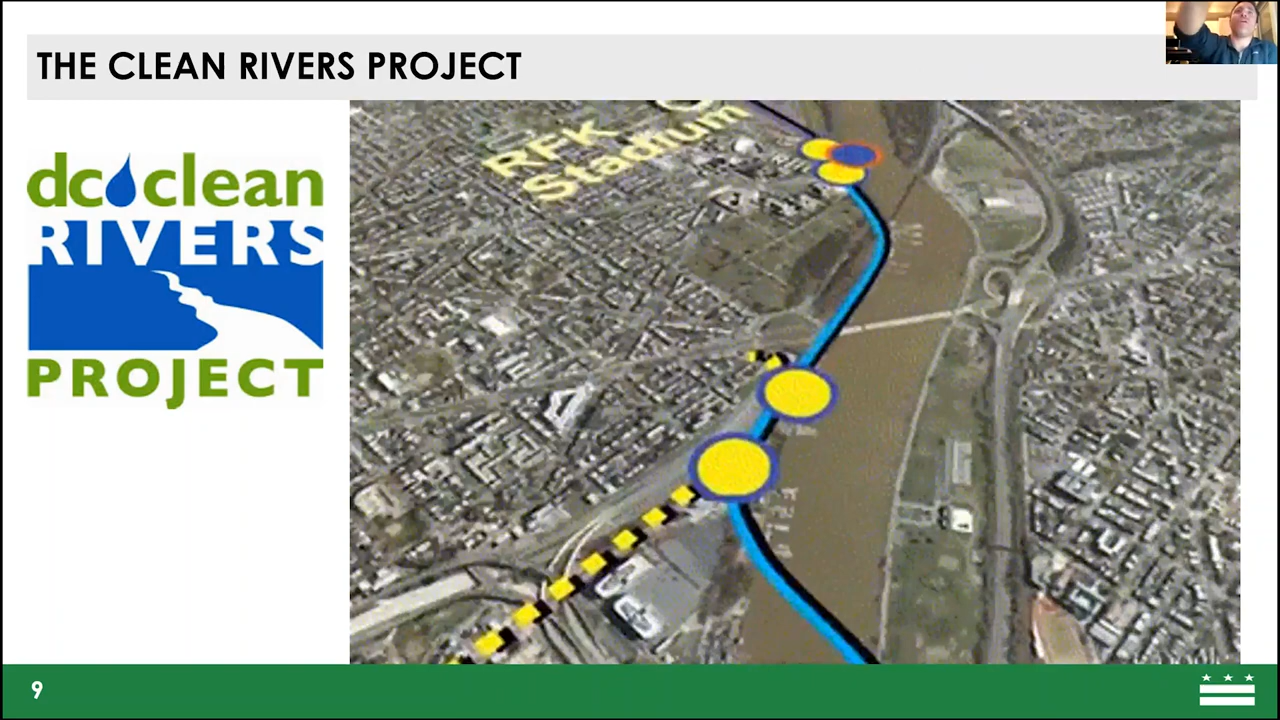 THE CLEAN RIVERS PROJECT
dc clean
RIVERS
PROJECT
RFK
Stadium
9